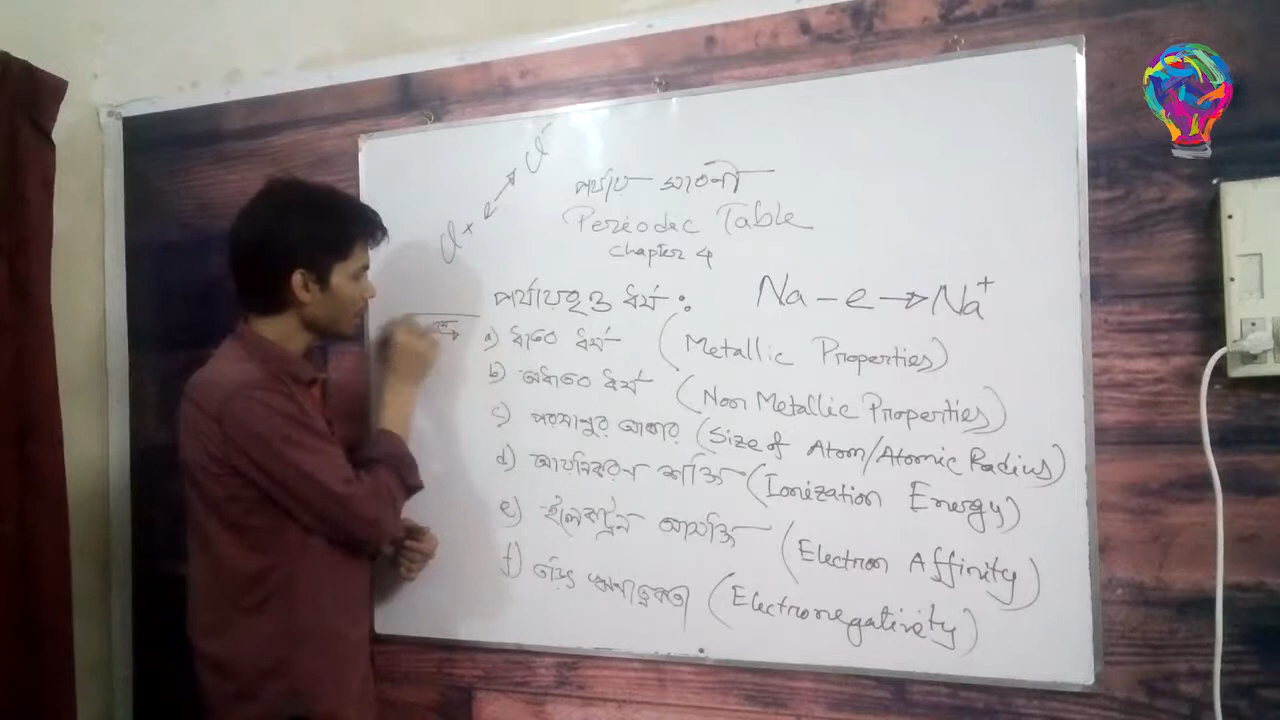 Cl + e → Cl⁻
পর্যায় সারণী
Periodic Table
Chapter 4
পর্যায়বৃত্ত ধর্ম : Na - e → Na⁺
a) ধাতব ধর্ম (Metallic Properties)
b) অধাতব ধর্ম (Non Metallic Properties)
c) পরমাণুর আকার (Size of Atom/Atomic Radius)
d) আয়নিকরণ শক্তি (Ionization Energy)
e) ইলেকট্রন আসক্তি (Electron Affinity)
f) তড়িৎ ঋণাত্বকতা (Electronegativity)